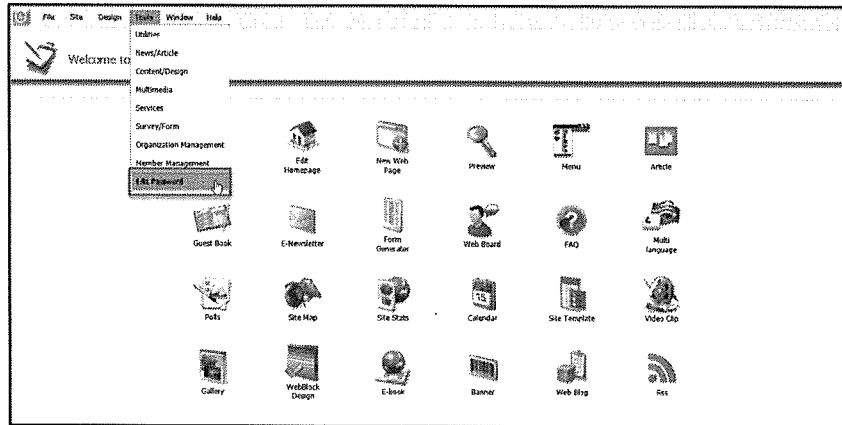 File Site Design Tools Window Help
Welcome to
Utilities
News/Article
Content/Design
Multimedia
Services
Survey/Form
Organization Management
Member Management
Edit Password
Edit
Homepage
New Web
Page
Preview
Menu
Article
Guest Book
E-Newsletter
Form
Generator
Web Board
FAQ
Multi
language
Polls
Site Map
Site Stats
Calendar
15
Site Template
Video Clip
Gallery
WebBlock
Design
E-book
Banner
Web Blog
Rss